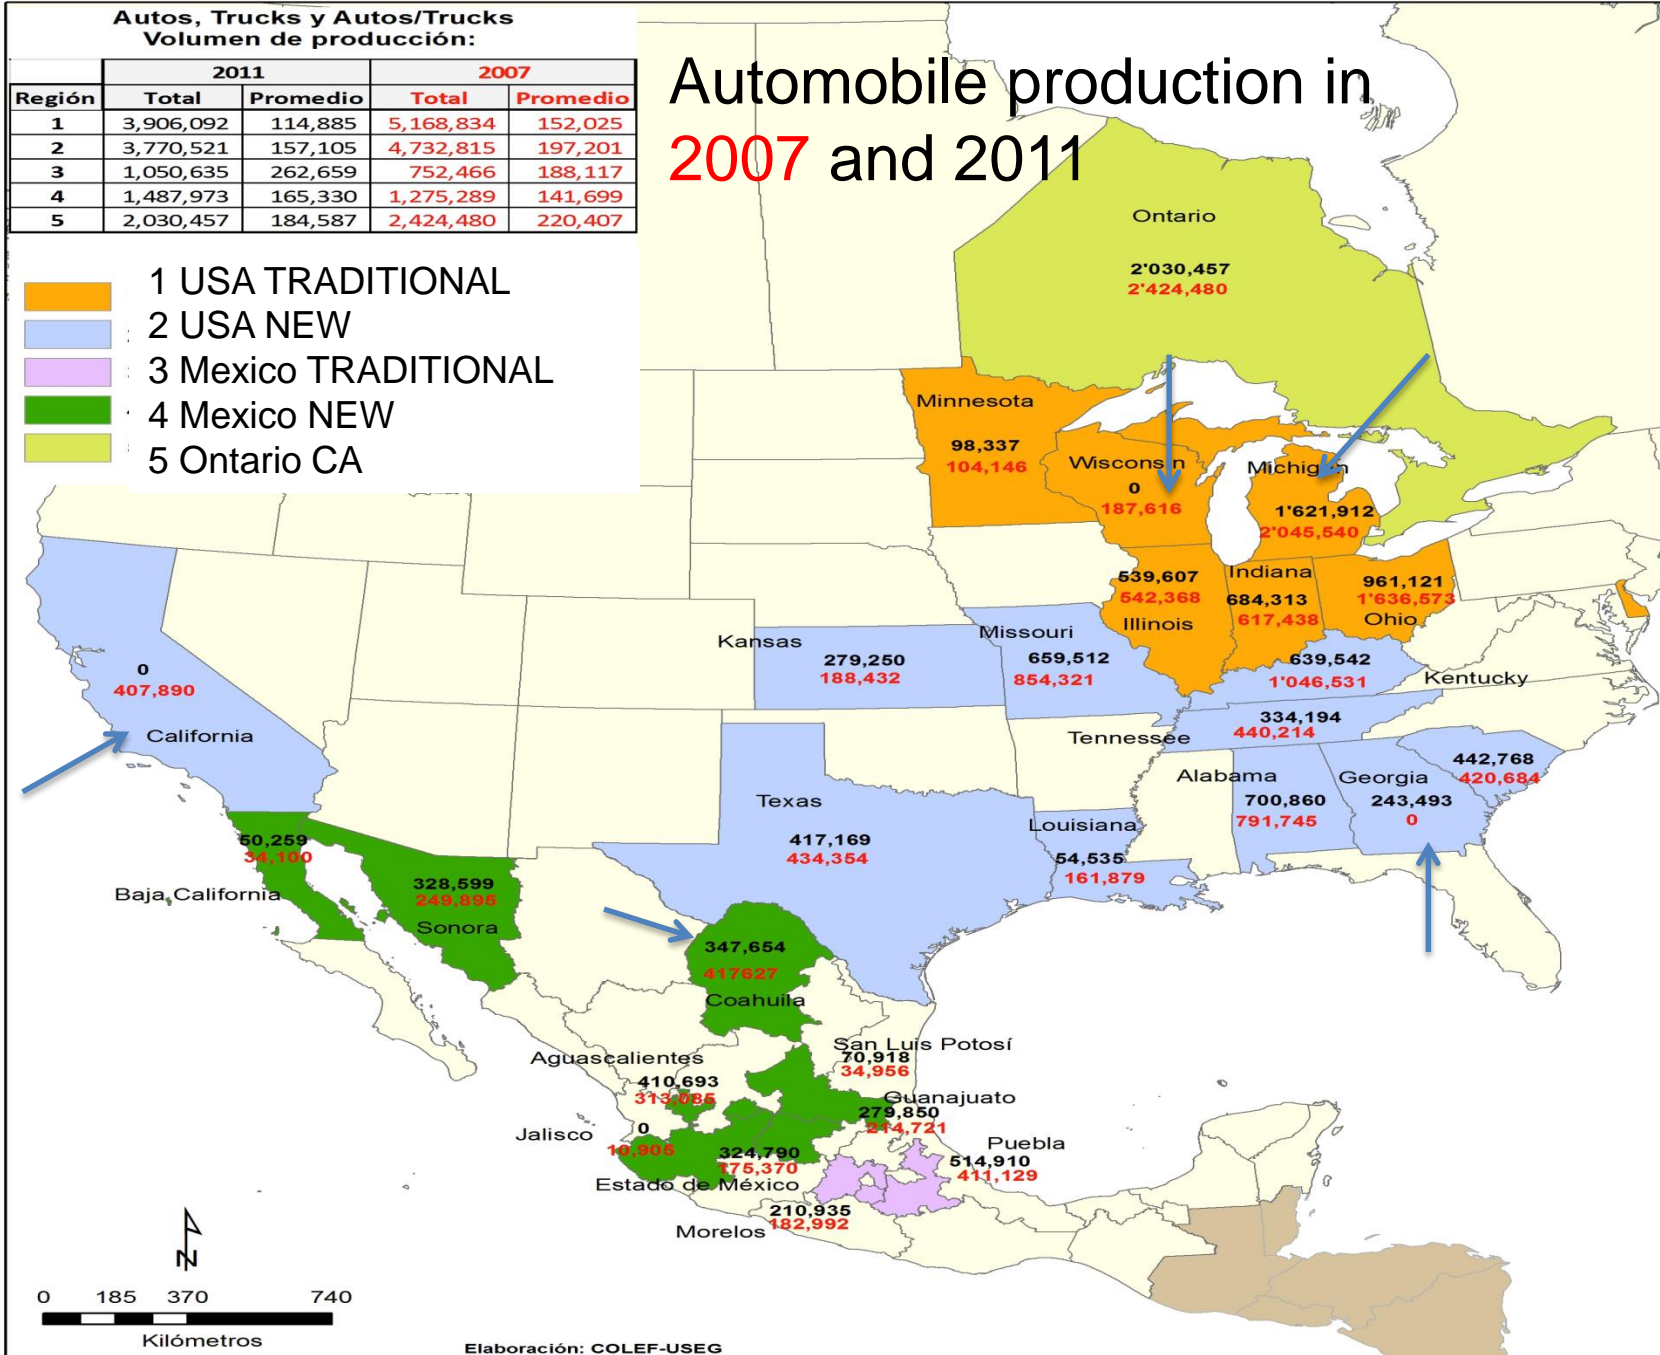 Autos, Trucks y Autos/Trucks
Volumen de producción:
2011 2007
Región Total Promedio Total Promedio
1 3,906,092 114,885 5,168,834 152,025
2 3,770,521 157,105 4,732,815 197,201
3 1,050,635 262,659 752,466 188,117
4 1,487,973 165,330 1,275,289 141,699
5 2,030,457 184,587 2,424,480 220,407
Automobile production in
2007 and 2011
1 USA TRADITIONAL
2 USA NEW
3 Mexico TRADITIONAL
4 Mexico NEW
5 Ontario CA
Ontario
2'030,457
2'424,480
Minnesota
98,337
104,146
Wisconsin
0
187,616
Michigan
1'621,912
2'045,540
539,607
542,368
Illinois
Indiana
684,313
617,438
961,121
1'636,573
Ohio
Kansas
279,250
188,432
Missouri
659,512
854,321
639,542
1'046,531
Kentucky
0
407,890
California
334,194
440,214
Tennessee
442,768
420,684
Alabama
700,860
791,745
Georgia
243,493
0
Texas
417,169
434,354
Louisiana
54,535
161,879
50,259
34,100
Baja California
328,599
249,895
Sonora
347,654
417627
Coahuila
San Luis Potosí
70,918
34,956
Aguascalientes
410,693
313,085
Guanajuato
279,850
214,721
Jalisco
0
10,905
324,790
175,370
Estado de México
Puebla
514,910
411,129
210,935
182,992
Morelos
N
0 185 370 740
Kilómetros
Elaboración: COLEF-USEG